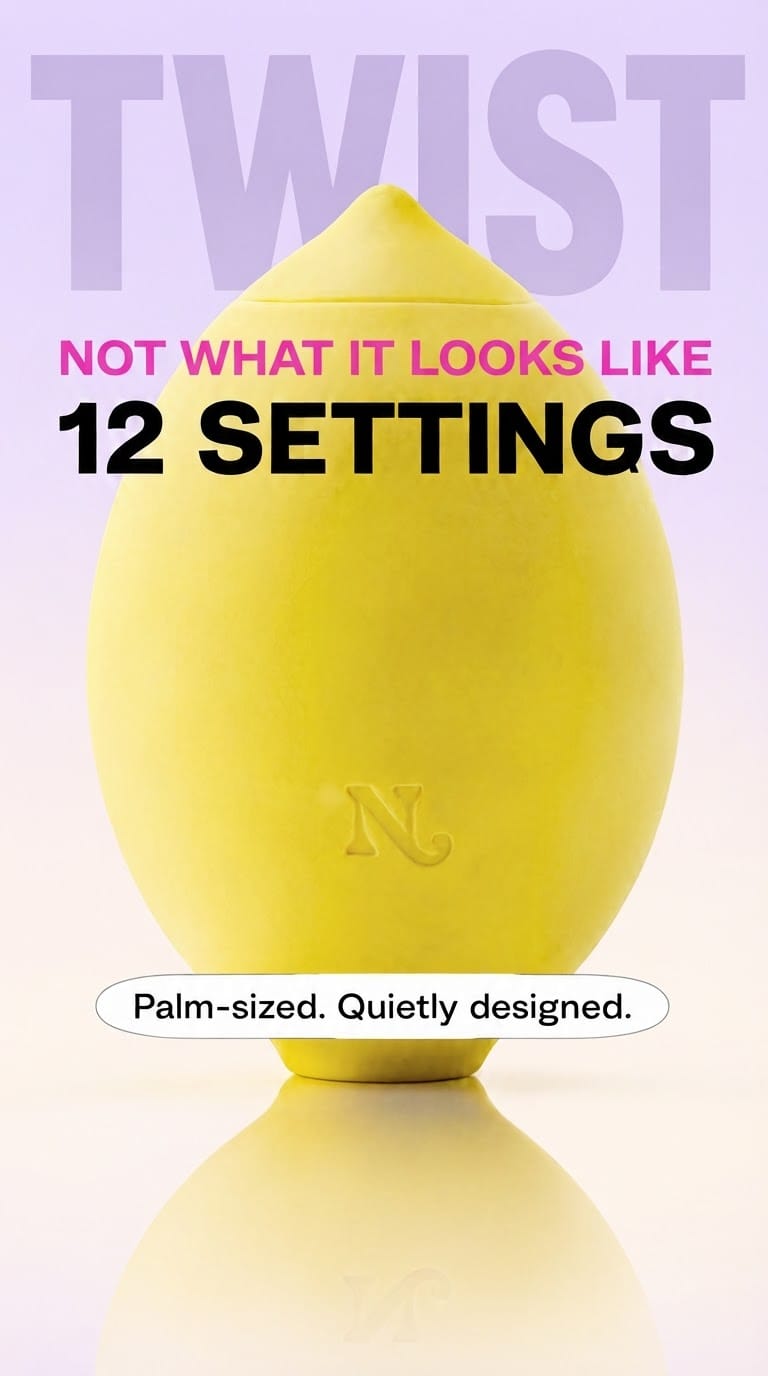 TWIST
NOT WHAT IT LOOKS LIKE
12 SETTINGS
N
Palm-sized. Quietly designed.